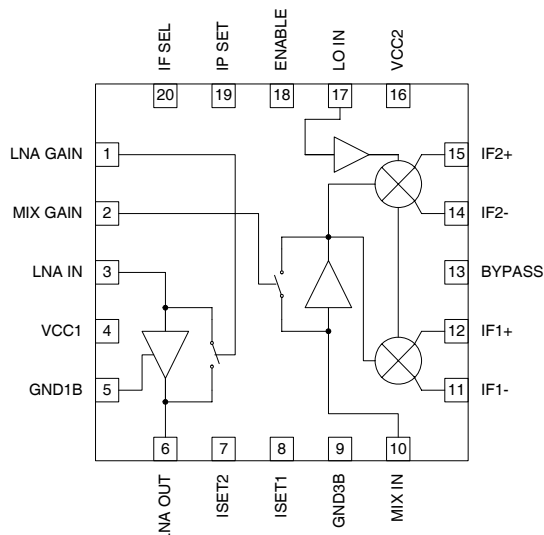 IF SEL
IP SET
ENABLE
LO IN
VCC2
20
19
18
17
16
LNA GAIN 1
15 IF2+
MIX GAIN 2
14 IF2-
LNA IN 3
13 BYPASS
VCC1 4
12 IF1+
GND1B 5
11 IF1-
6
7
8
9
10
LNA OUT
ISET2
ISET1
GND3B
MIX IN